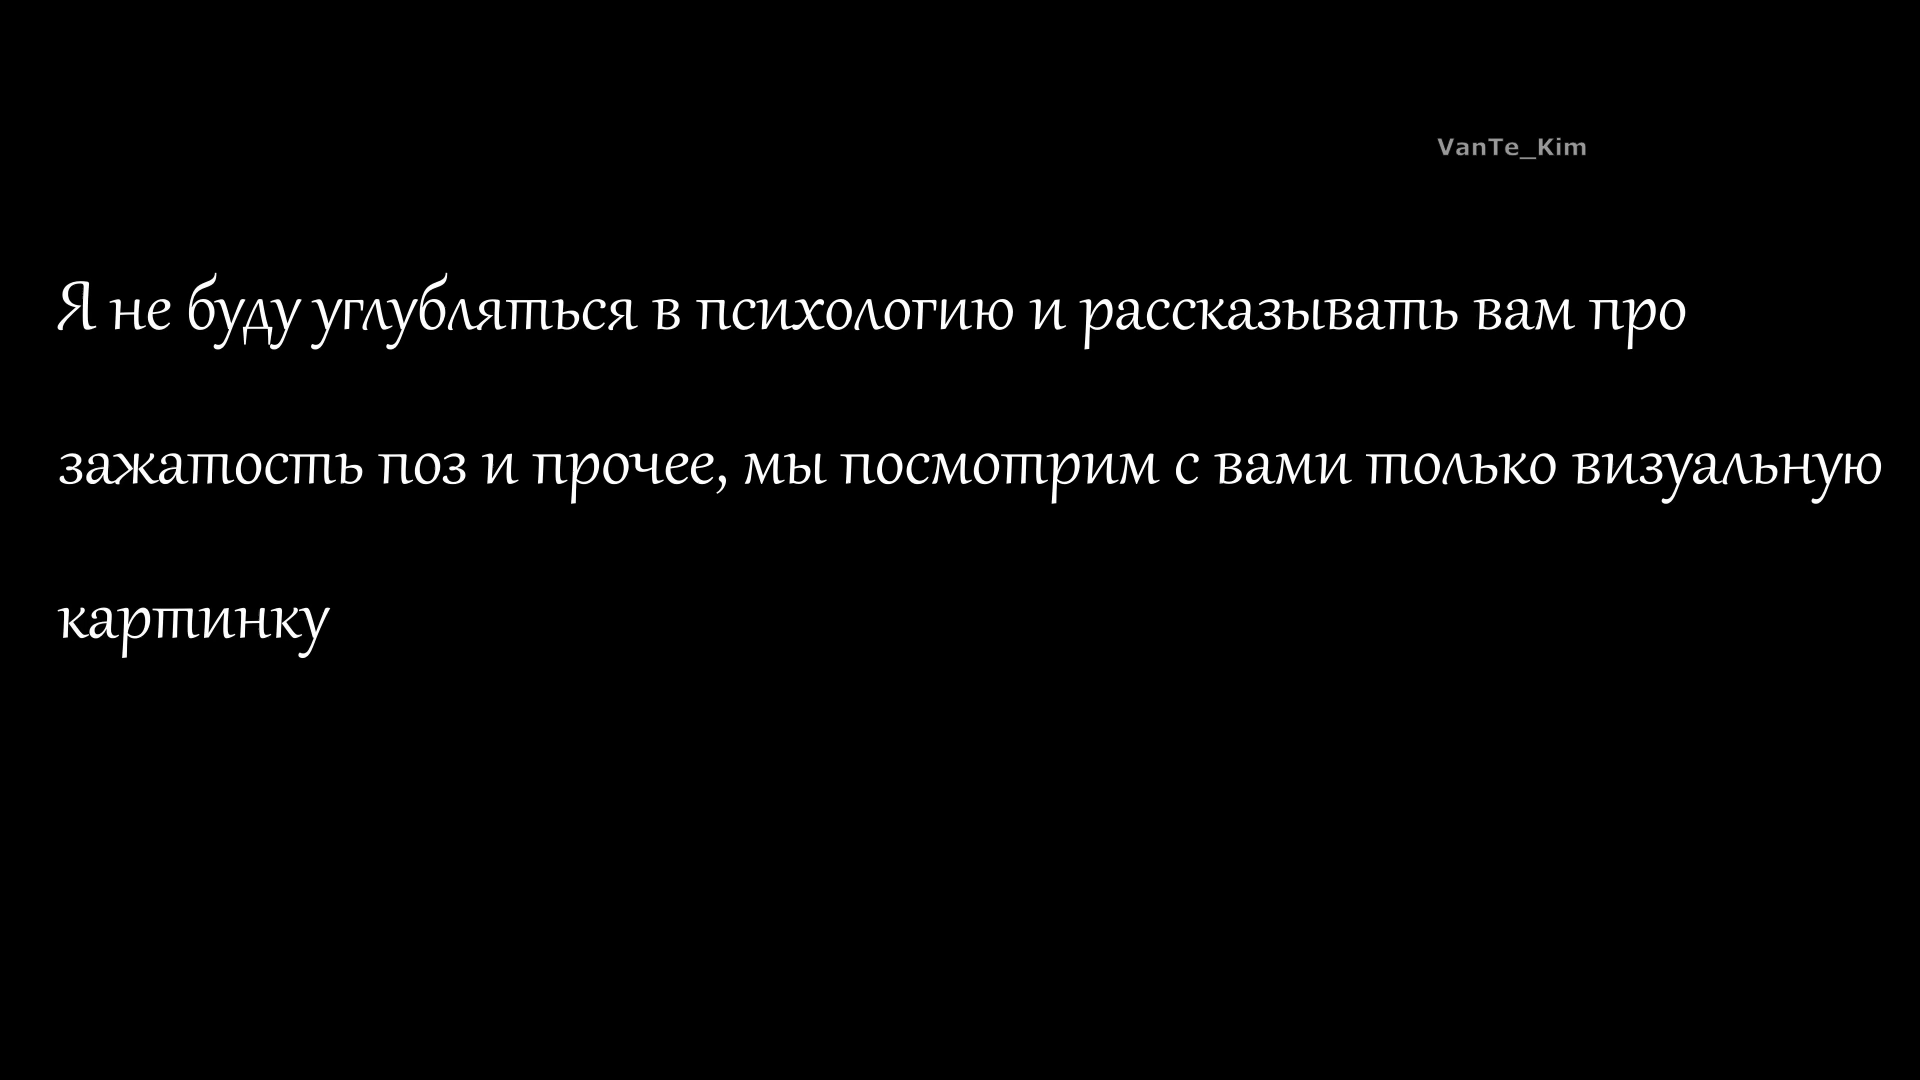 VanTe_Kim
Я не буду углубляться в психологию и рассказывать вам про
зажатость поз и прочее, мы посмотрим с вами только визуальную
картинку